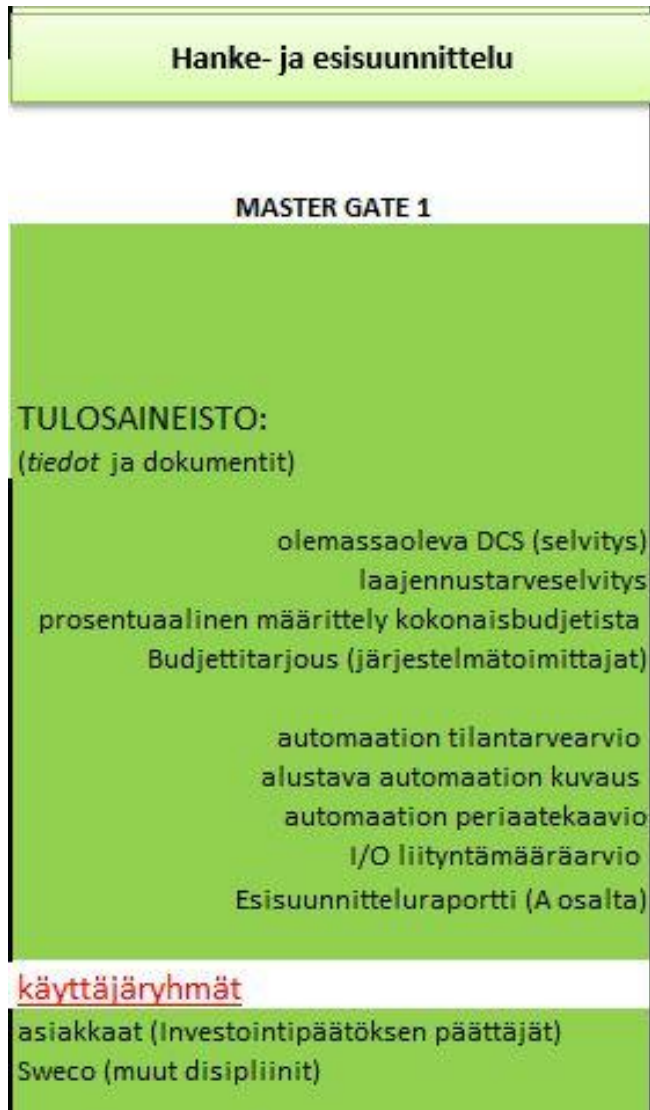 Hanke- ja esisuunnittelu
MASTER GATE 1
TULOSAINEISTO:
(tiedot ja dokumentit)
olemassaoleva DCS (selvitys)
laajennustarveselvitys
prosentuaalinen määrittely kokonaisbudjetista
Budjettitarjous (järjestelmätoimittajat)
automaation tilantarvearvio
alustava automaation kuvaus
automaation periaatekaavio
I/O liityntämääräarvio
Esisuunnitteluraportti (A osalta)
käyttäjäryhmät
asiakkaat (Investointipäätöksen päättäjät)
Sweco (muut disipliinit)